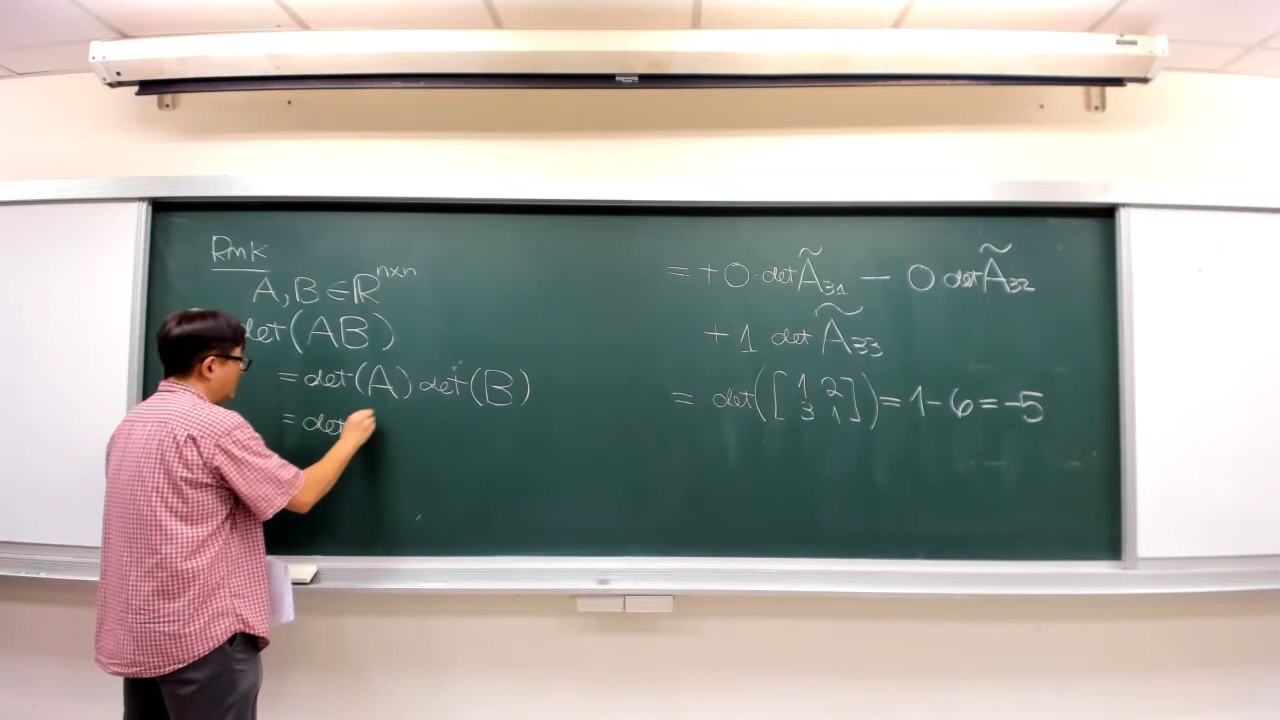 Rmk
A, B ∈ ℝ^{n×n}
det(AB)
= det(A) det(B)
= det
= +0·det Ã₃₁ − 0 det Ã₃₂
+ 1·det Ã₃₃
= det([1 2; 3 1]) = 1 − 6 = −5